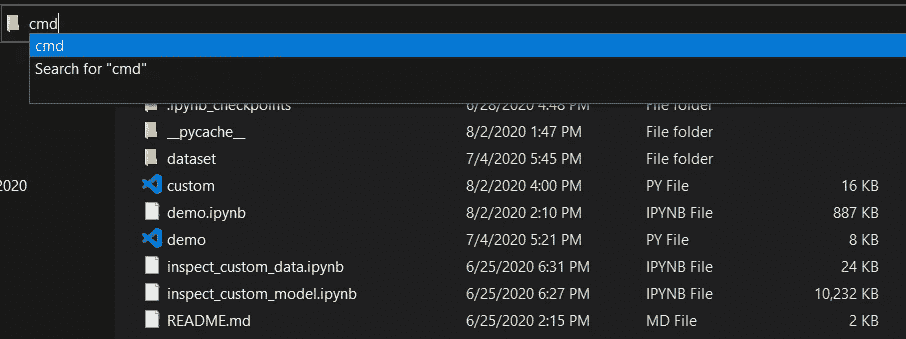 cmd
cmd
Search for "cmd"
.ipynb_checkpoints 6/28/2020 4:48 PM File folder
__pycache__ 8/2/2020 1:47 PM File folder
dataset 7/4/2020 5:45 PM File folder
2020 custom 8/2/2020 4:00 PM PY File 16 KB
demo.ipynb 8/2/2020 2:10 PM IPYNB File 887 KB
demo 7/4/2020 5:21 PM PY File 8 KB
inspect_custom_data.ipynb 6/25/2020 6:31 PM IPYNB File 24 KB
inspect_custom_model.ipynb 6/25/2020 6:27 PM IPYNB File 10,232 KB
README.md 6/25/2020 2:15 PM MD File 2 KB